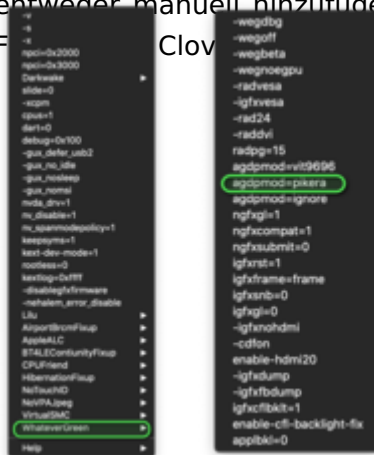 entweder manuell hinzufüge
F
Clov
-v
-s
-x
npci=0x2000
npci=0x3000
Darkwake
slide=0
-xcpm
cpus=1
dart=0
debug=0x100
-gux_defer_usb2
-gux_no_idle
-gux_nosleep
-gux_nomsi
nvda_drv=1
nv_disable=1
nv_spanmodepolicy=1
keepsyms=1
kext-dev-mode=1
rootless=0
kextlog=0xffff
-disablegfxfirmware
-nehalem_error_disable
Lilu
AirportBrcmFixup
AppleALC
BT4LEContiunityFixup
CPUFriend
HibernationFixup
NoTouchID
NoVPAJpeg
VirtualSMC
WhateverGreen
Help
-wegdbg
-wegoff
-wegbeta
-wegnoegpu
-radvesa
-igfxvesa
-rad24
-raddvi
radpg=15
agdpmod=vit9696
agdpmod=pikera
agdpmod=ignore
ngfxgl=1
ngfxcompat=1
ngfxsubmit=0
igfxrst=1
igfxframe=frame
igfxsnb=0
igfxgl=0
-igfxnohdmi
-cdfon
enable-hdmi20
-igfxdump
-igfxfbdump
igfxcflbklt=1
enable-cfl-backlight-fix
applbkl=0